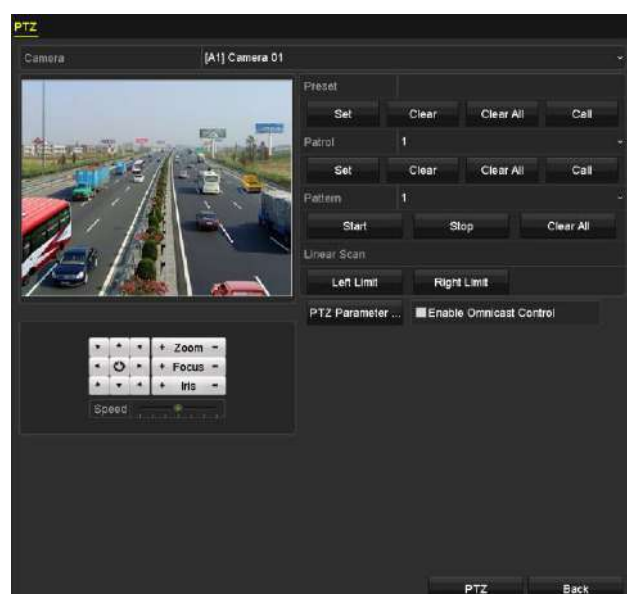 PTZ
Camera [A1] Camera 01
Preset
Set Clear Clear All Call
Patrol 1
Set Clear Clear All Call
Pattern 1
Start Stop Clear All
Linear Scan
Left Limit Right Limit
PTZ Parameter ... Enable Omnicast Control
+ Zoom -
+ Focus -
+ Iris -
Speed
PTZ Back